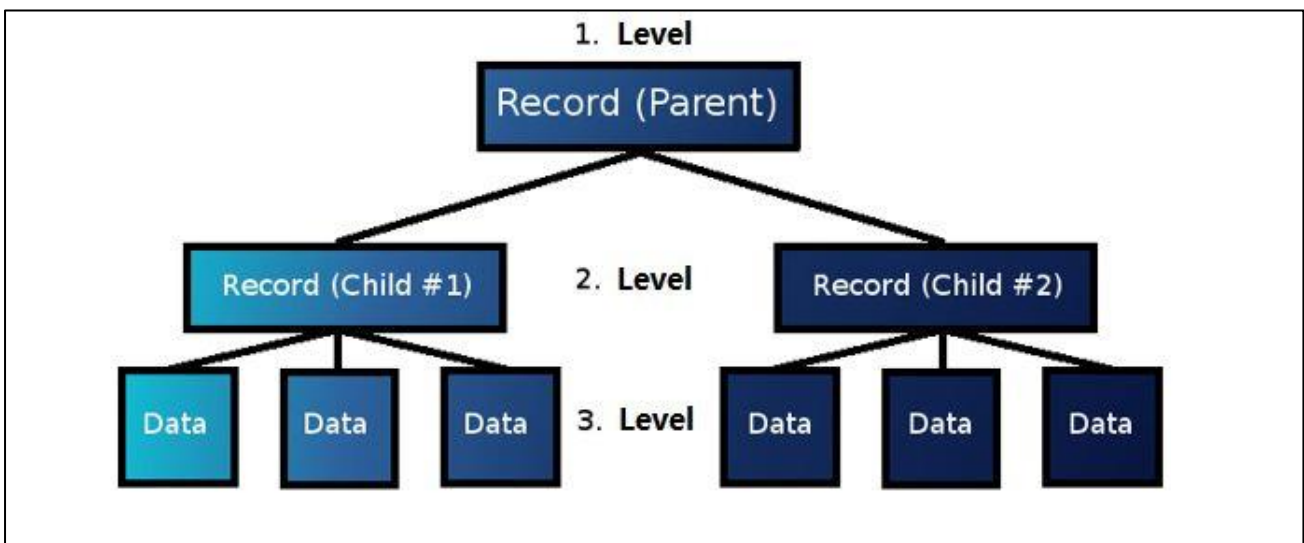 1. Level
Record (Parent)
Record (Child #1)
2. Level
Record (Child #2)
Data
Data
Data
3. Level
Data
Data
Data